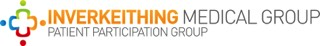 INVERKEITHING MEDICAL GROUP
PATIENT PARTICIPATION GROUP